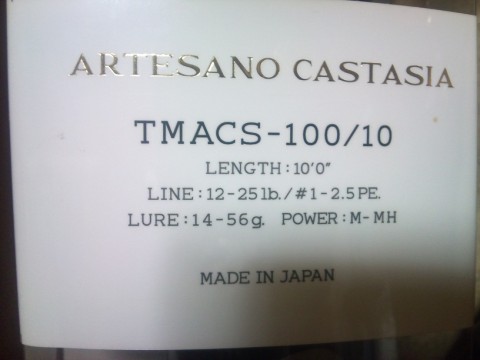 ARTESANO CASTASIA
TMACS-100/10
LENGTH:10'0"
LINE:12-25lb./#1-2.5PE.
LURE:14-56g. POWER:M-MH
MADE IN JAPAN